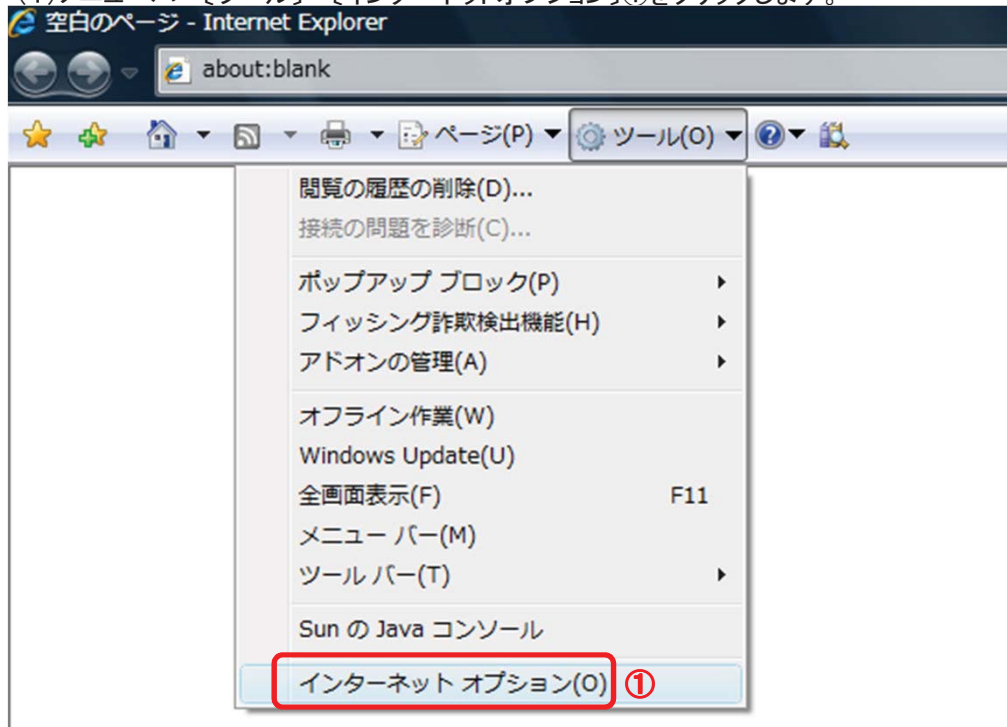 空白のページ - Internet Explorer
about:blank
ページ(P) ツール(O)
閲覧の履歴の削除(D)...
接続の問題を診断(C)...
ポップアップ ブロック(P)
フィッシング詐欺検出機能(H)
アドオンの管理(A)
オフライン作業(W)
Windows Update(U)
全画面表示(F) F11
メニュー バー(M)
ツール バー(T)
Sun の Java コンソール
インターネット オプション(O) ①